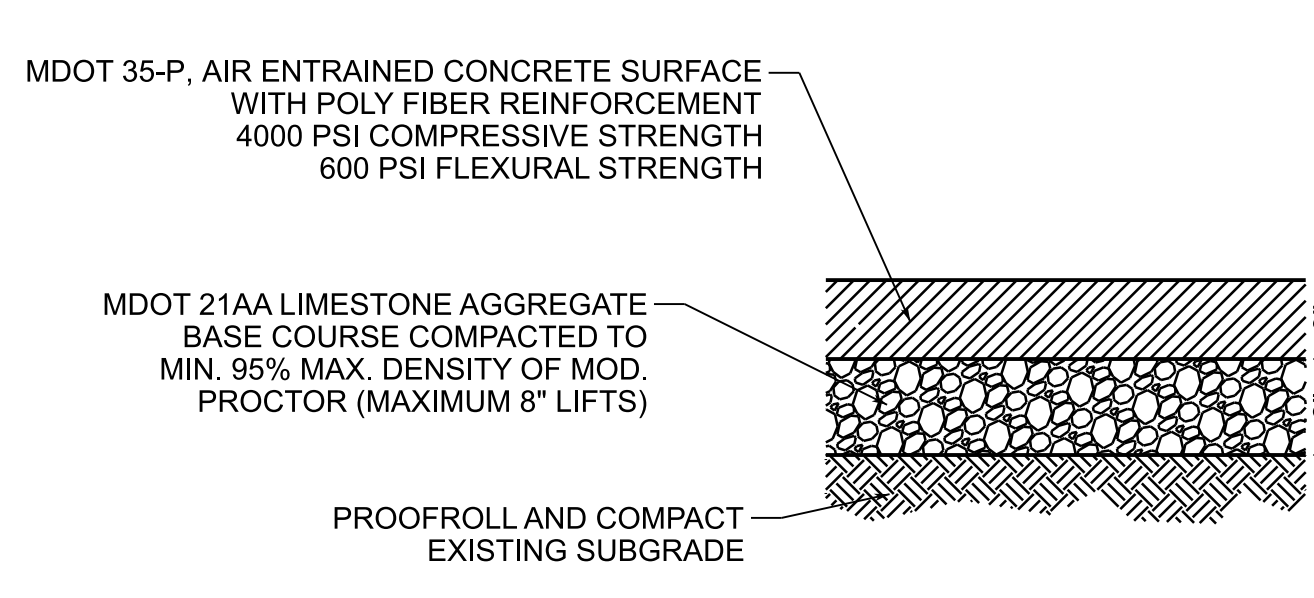 MDOT 35-P, AIR ENTRAINED CONCRETE SURFACE
WITH POLY FIBER REINFORCEMENT
4000 PSI COMPRESSIVE STRENGTH
600 PSI FLEXURAL STRENGTH
MDOT 21AA LIMESTONE AGGREGATE
BASE COURSE COMPACTED TO
MIN. 95% MAX. DENSITY OF MOD.
PROCTOR (MAXIMUM 8" LIFTS)
PROOFROLL AND COMPACT
EXISTING SUBGRADE